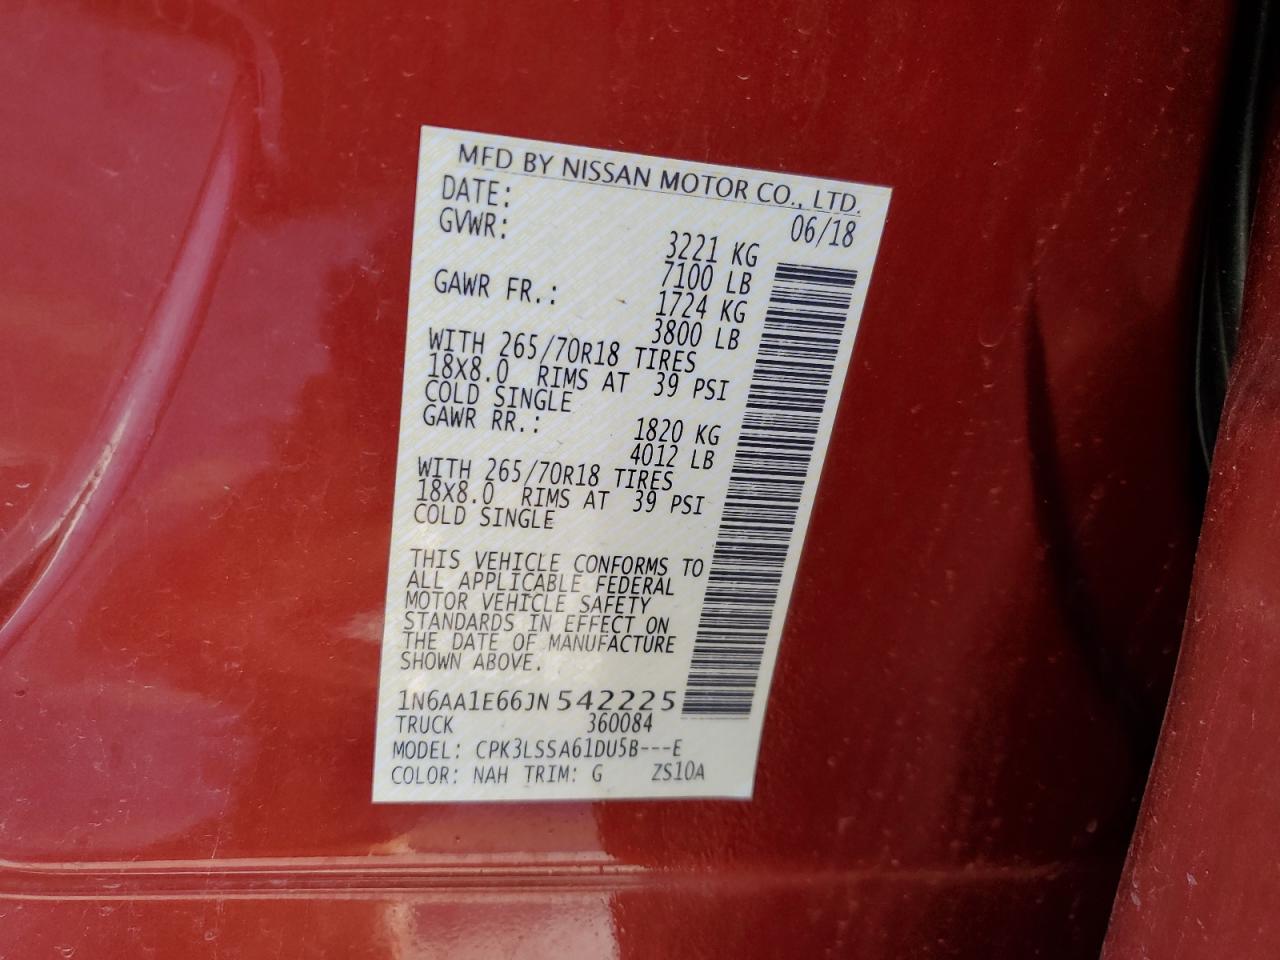 MFD BY NISSAN MOTOR CO., LTD.
DATE: 06/18
GVWR: 3221 KG
7100 LB
GAWR FR.: 1724 KG
3800 LB
WITH 265/70R18 TIRES
18X8.0 RIMS AT 39 PSI
COLD SINGLE
GAWR RR.: 1820 KG
4012 LB
WITH 265/70R18 TIRES
18X8.0 RIMS AT 39 PSI
COLD SINGLE
THIS VEHICLE CONFORMS TO
ALL APPLICABLE FEDERAL
MOTOR VEHICLE SAFETY
STANDARDS IN EFFECT ON
THE DATE OF MANUFACTURE
SHOWN ABOVE.
1N6AA1E66JN542225
TRUCK 360084
MODEL: CPK3LSSA61DU5B---E
COLOR: NAH TRIM: G ZS10A